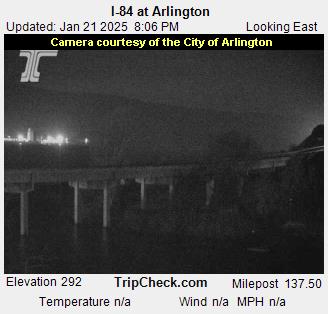 I-84 at Arlington
Updated: Jan 21 2025 8:06 PM Looking East
Camera courtesy of the City of Arlington
Elevation 292 TripCheck.com Milepost 137.50
Temperature n/a Wind n/a MPH n/a